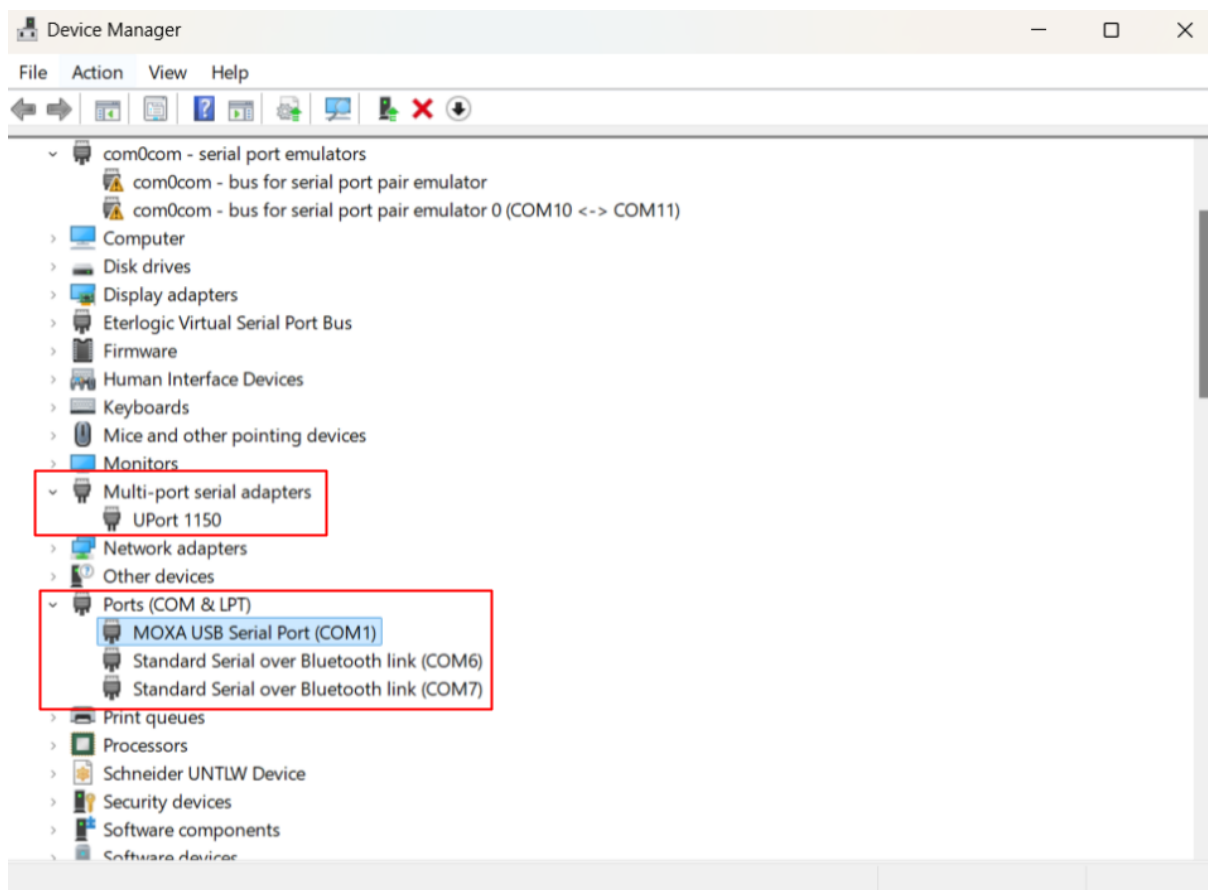 Device Manager
File Action View Help
com0com - serial port emulators
com0com - bus for serial port pair emulator
com0com - bus for serial port pair emulator 0 (COM10 <-> COM11)
Computer
Disk drives
Display adapters
Eterlogic Virtual Serial Port Bus
Firmware
Human Interface Devices
Keyboards
Mice and other pointing devices
Monitors
Multi-port serial adapters
UPort 1150
Network adapters
Other devices
Ports (COM & LPT)
MOXA USB Serial Port (COM1)
Standard Serial over Bluetooth link (COM6)
Standard Serial over Bluetooth link (COM7)
Print queues
Processors
Schneider UNTLW Device
Security devices
Software components
Software devices